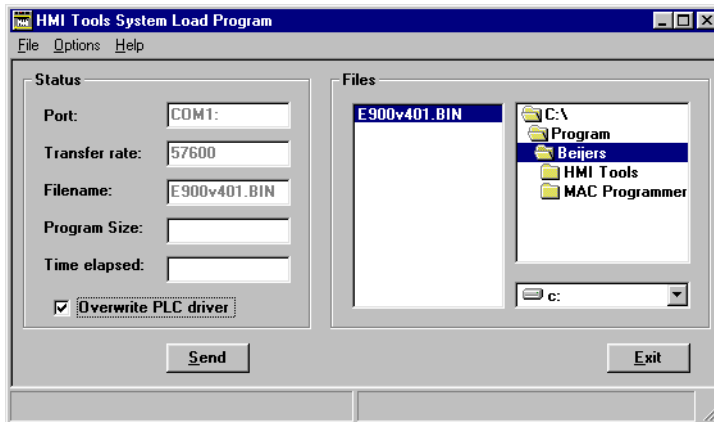 HMI Tools System Load Program
File Options Help
Status
Port: COM1:
Transfer rate: 57600
Filename: E900v401.BIN
Program Size:
Time elapsed:
Overwrite PLC driver
Send
Files
E900v401.BIN
C:\
Program
Beijers
HMI Tools
MAC Programmer
c:
Exit